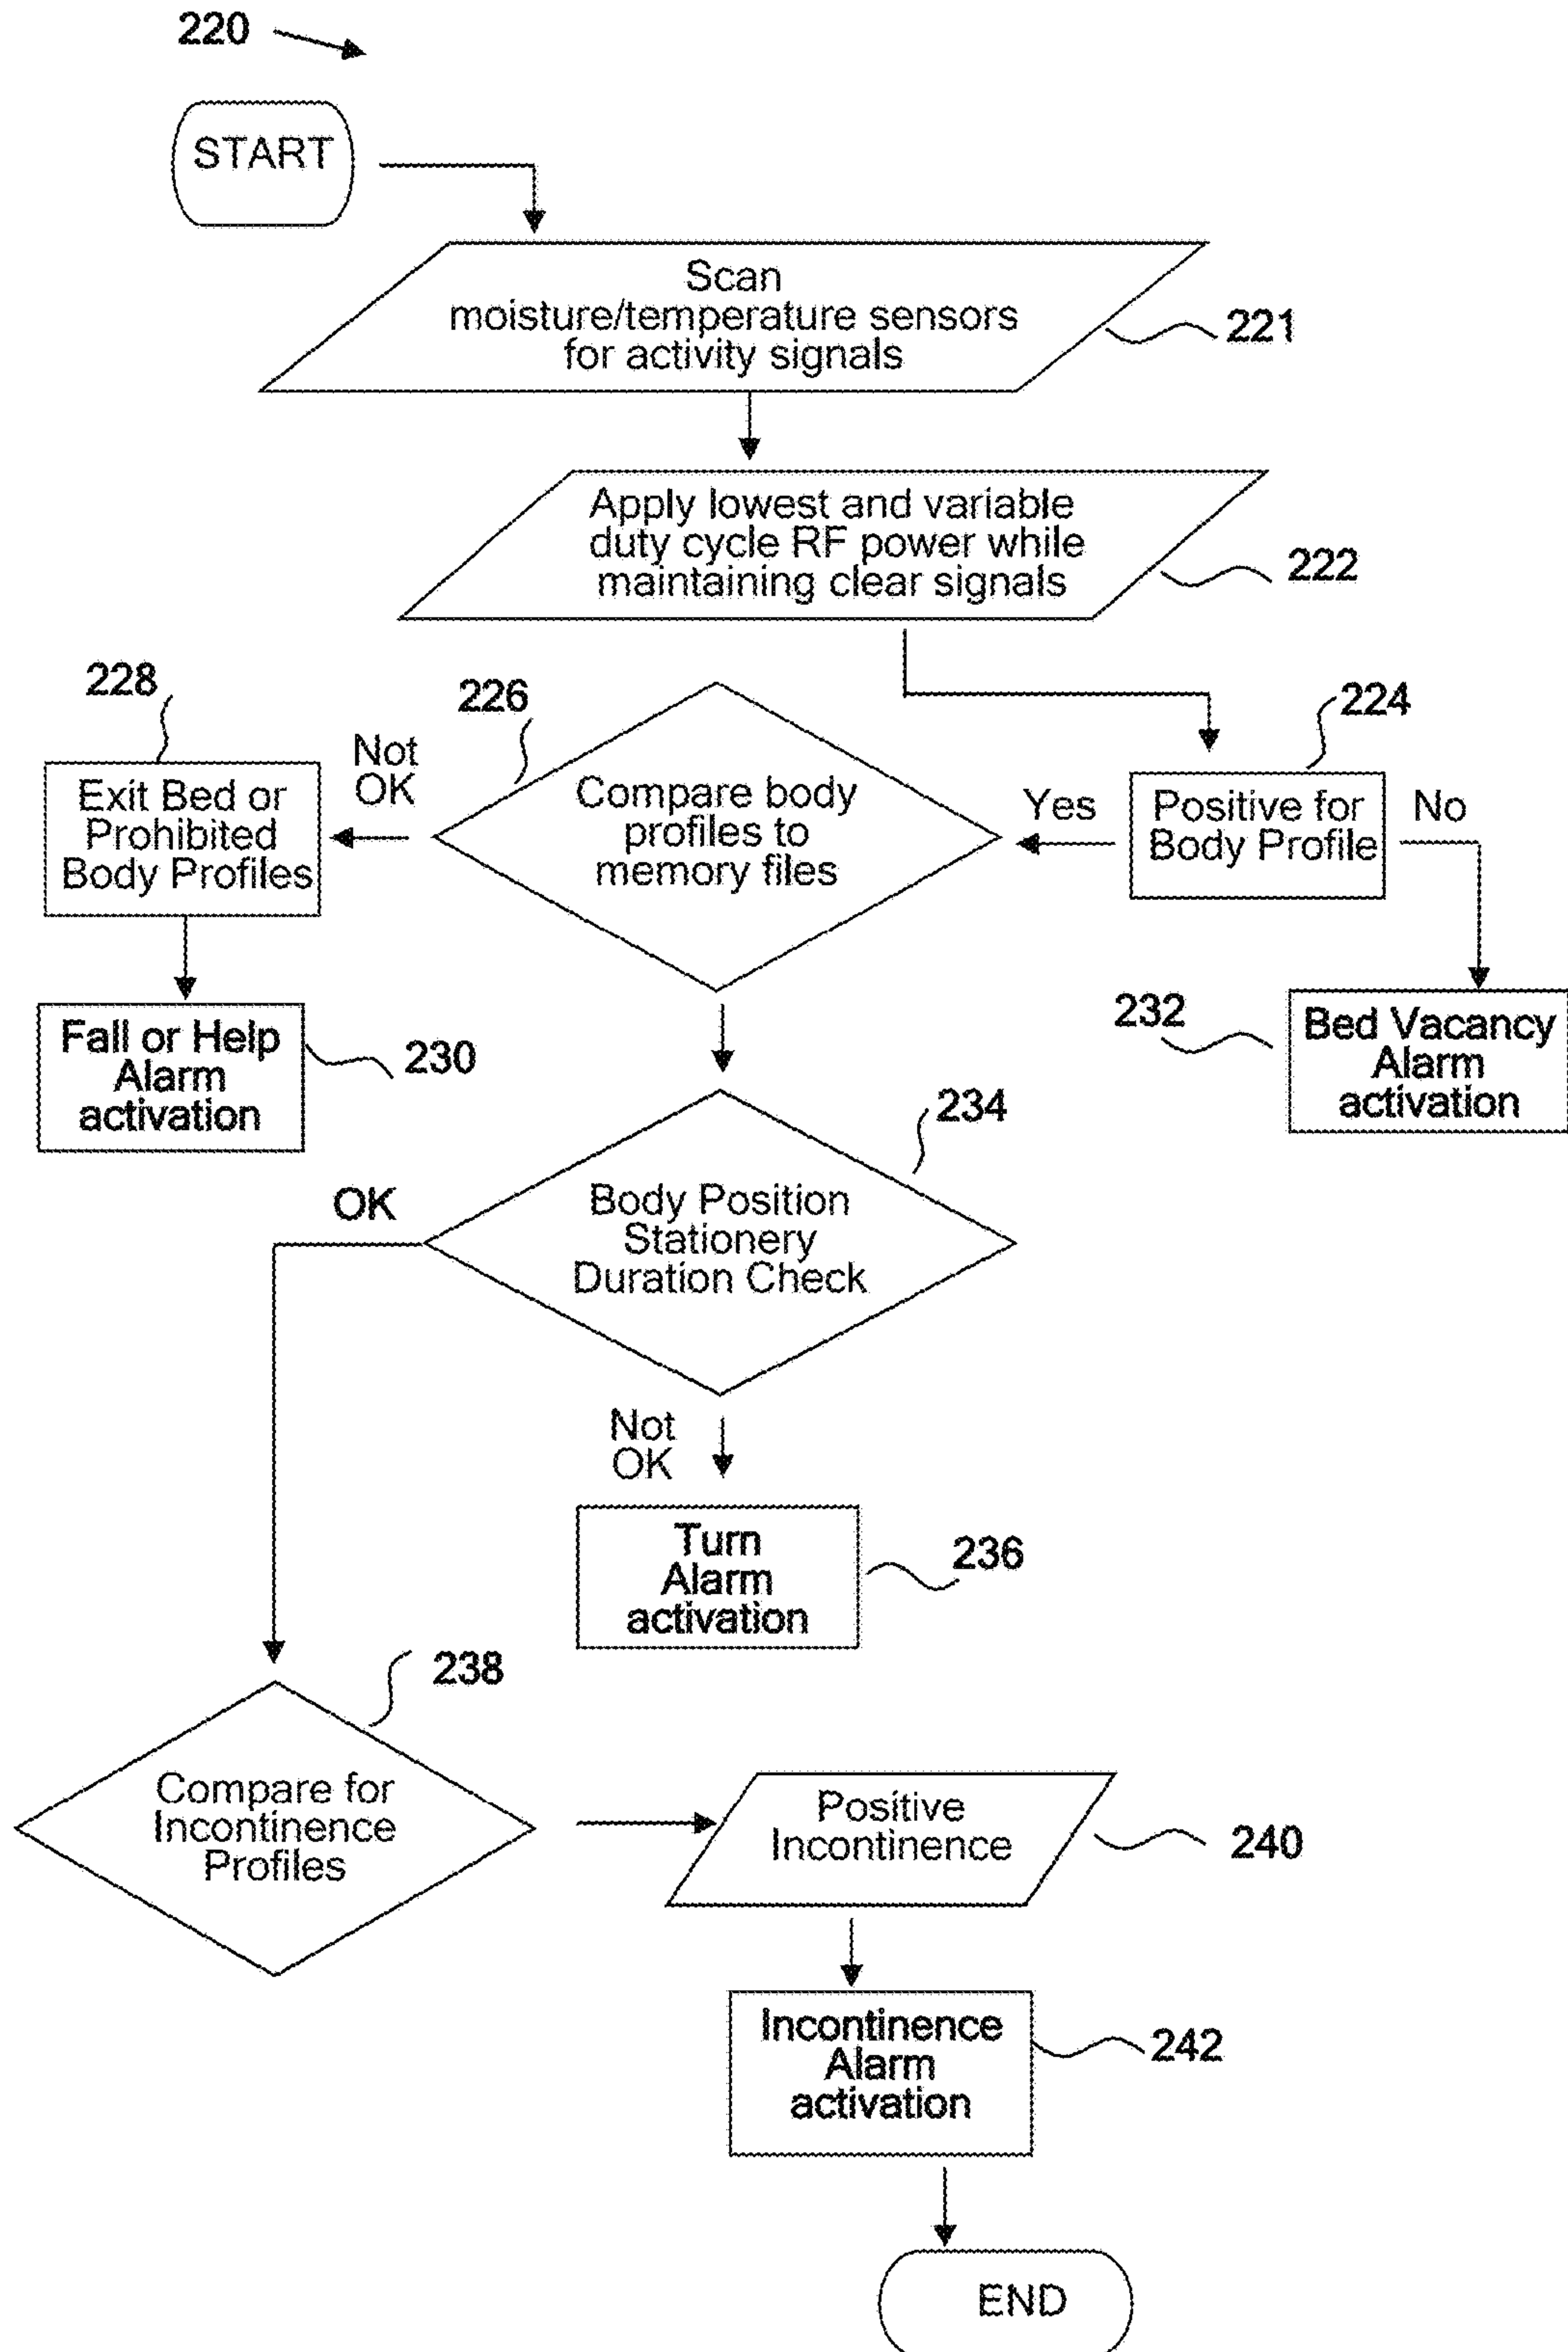 220
START
Scan
moisture/temperature sensors
for activity signals
221
Apply lowest and variable
duty cycle RF power while
maintaining clear signals
222
228
226
224
Not
OK
Exit Bed or
Prohibited
Body Profiles
Compare body
profiles to
memory files
Yes
Positive for
Body Profile
No
Fall or Help
Alarm
activation
230
232
Bed Vacancy
Alarm
activation
234
OK
Body Position
Stationery
Duration Check
Not
OK
Turn
Alarm
activation
236
238
Compare for
Incontinence
Profiles
Positive
Incontinence
240
Incontinence
Alarm
activation
242
END